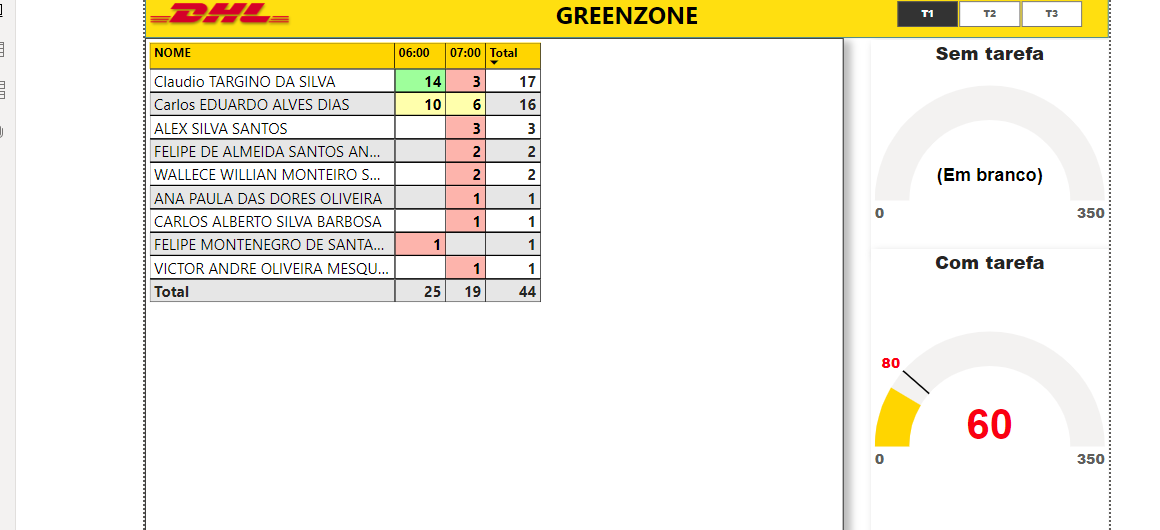 DHL
GREENZONE
T1 T2 T3
NOME 06:00 07:00 Total
Claudio TARGINO DA SILVA 14 3 17
Carlos EDUARDO ALVES DIAS 10 6 16
ALEX SILVA SANTOS 3 3
FELIPE DE ALMEIDA SANTOS AN... 2 2
WALLECE WILLIAN MONTEIRO S... 2 2
ANA PAULA DAS DORES OLIVEIRA 1 1
CARLOS ALBERTO SILVA BARBOSA 1 1
FELIPE MONTENEGRO DE SANTA... 1 1
VICTOR ANDRE OLIVEIRA MESQU... 1 1
Total 25 19 44
Sem tarefa
(Em branco)
0 350
Com tarefa
80
60
0 350